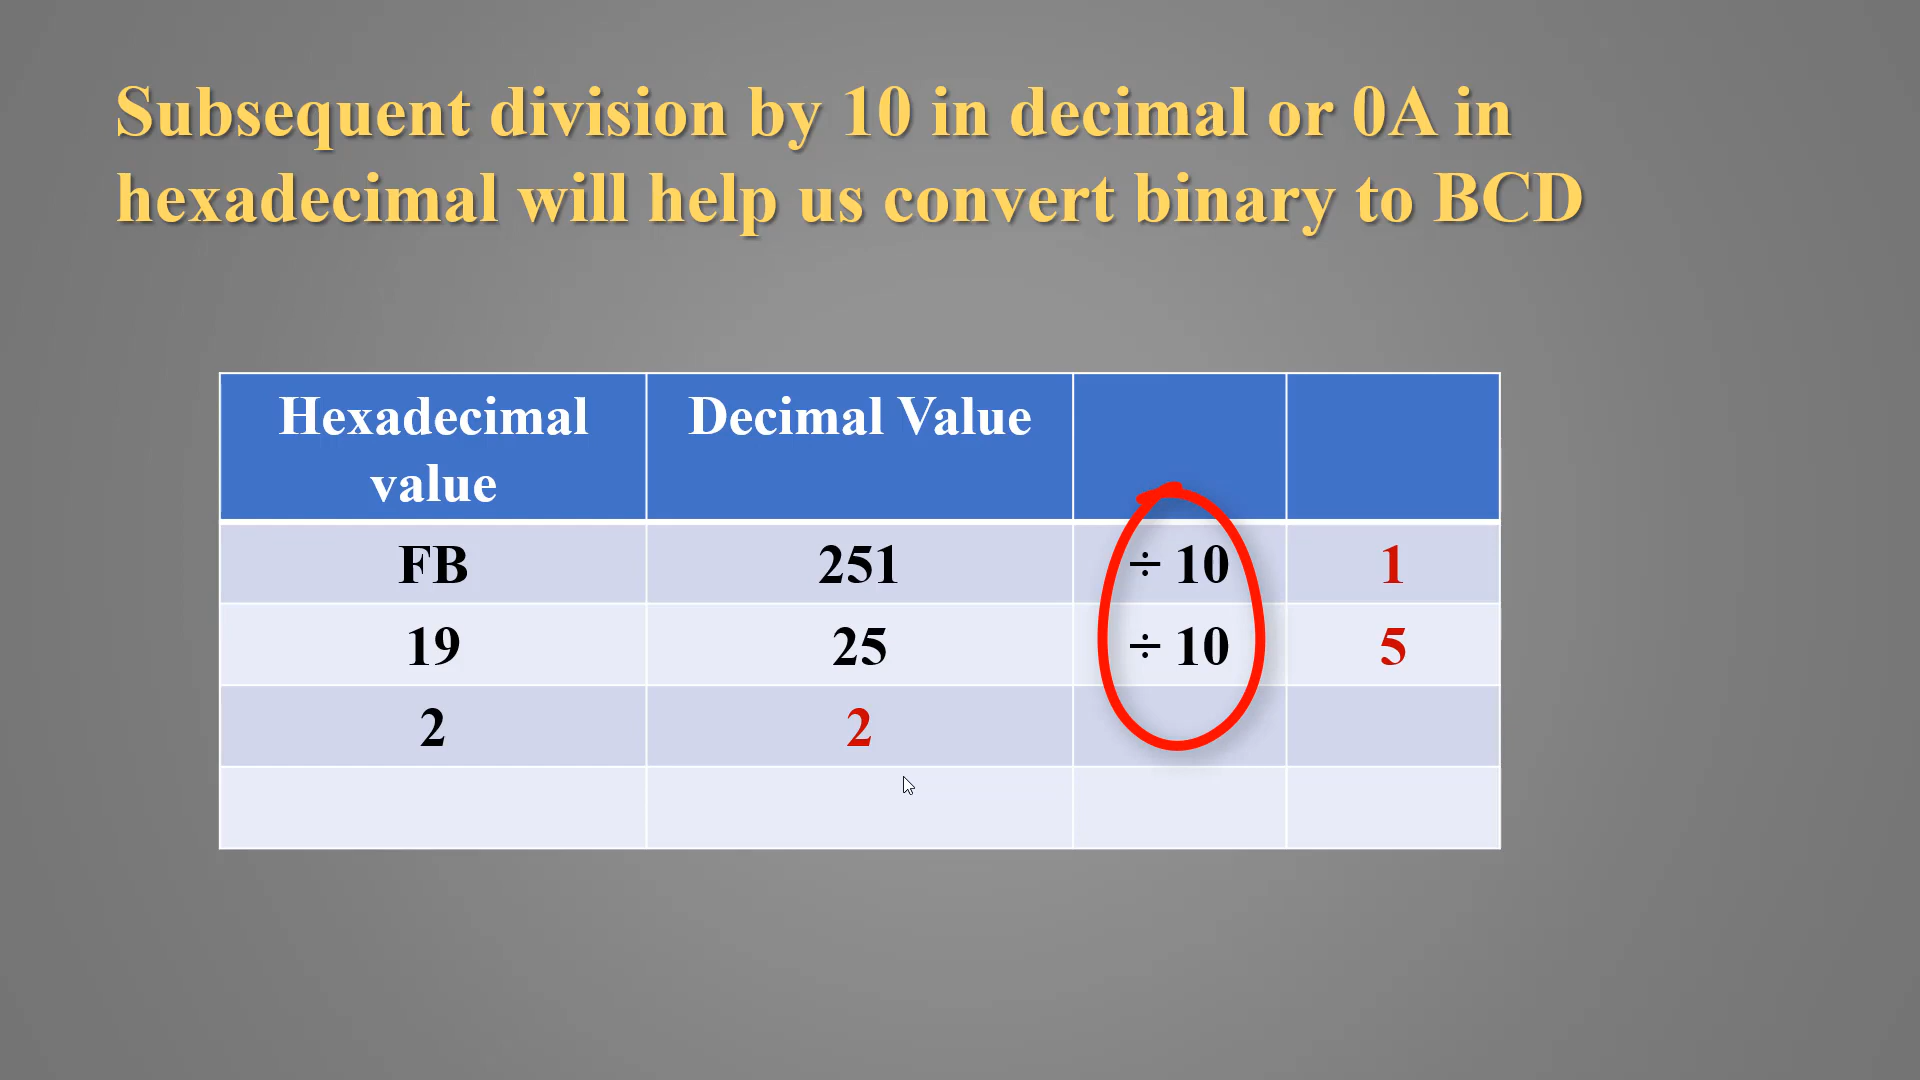 Subsequent division by 10 in decimal or 0A in
hexadecimal will help us convert binary to BCD
Hexadecimal
value
Decimal Value
FB 251 ÷ 10 1
19 25 ÷ 10 5
2 2